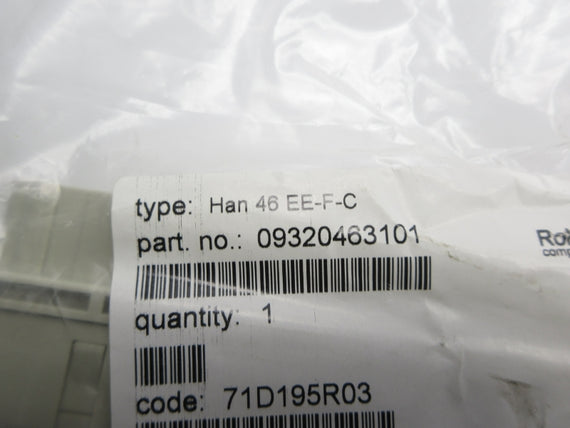 type: Han 46 EE-F-C
part. no.: 09320463101
quantity: 1
code: 71D195R03